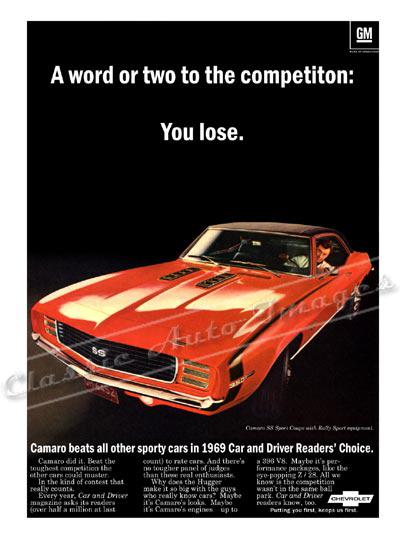 GM
A word or two to the competiton:
You lose.
SS
Classic Auto Images
Camaro SS Sport Coupe with Rally Sport equipment.
Camaro beats all other sporty cars in 1969 Car and Driver Readers' Choice.
Camaro did it. Beat the
toughest competition the
other cars could muster.
In the kind of contest that
really counts.
Every year, Car and Driver
magazine asks its readers
(over half a million at last
count) to rate cars. And there's
no tougher panel of judges
than these real enthusiasts.
Why does the Hugger
make it so big with the guys
who really know cars? Maybe
it's Camaro's looks. Maybe
it's Camaro's engines – up to
a 396 V8. Maybe it's per-
formance packages, like the
eye-popping Z/28. All we
know is the competition
wasn't in the same ball
park. Car and Driver
readers know, too.
CHEVROLET
Putting you first, keeps us first.